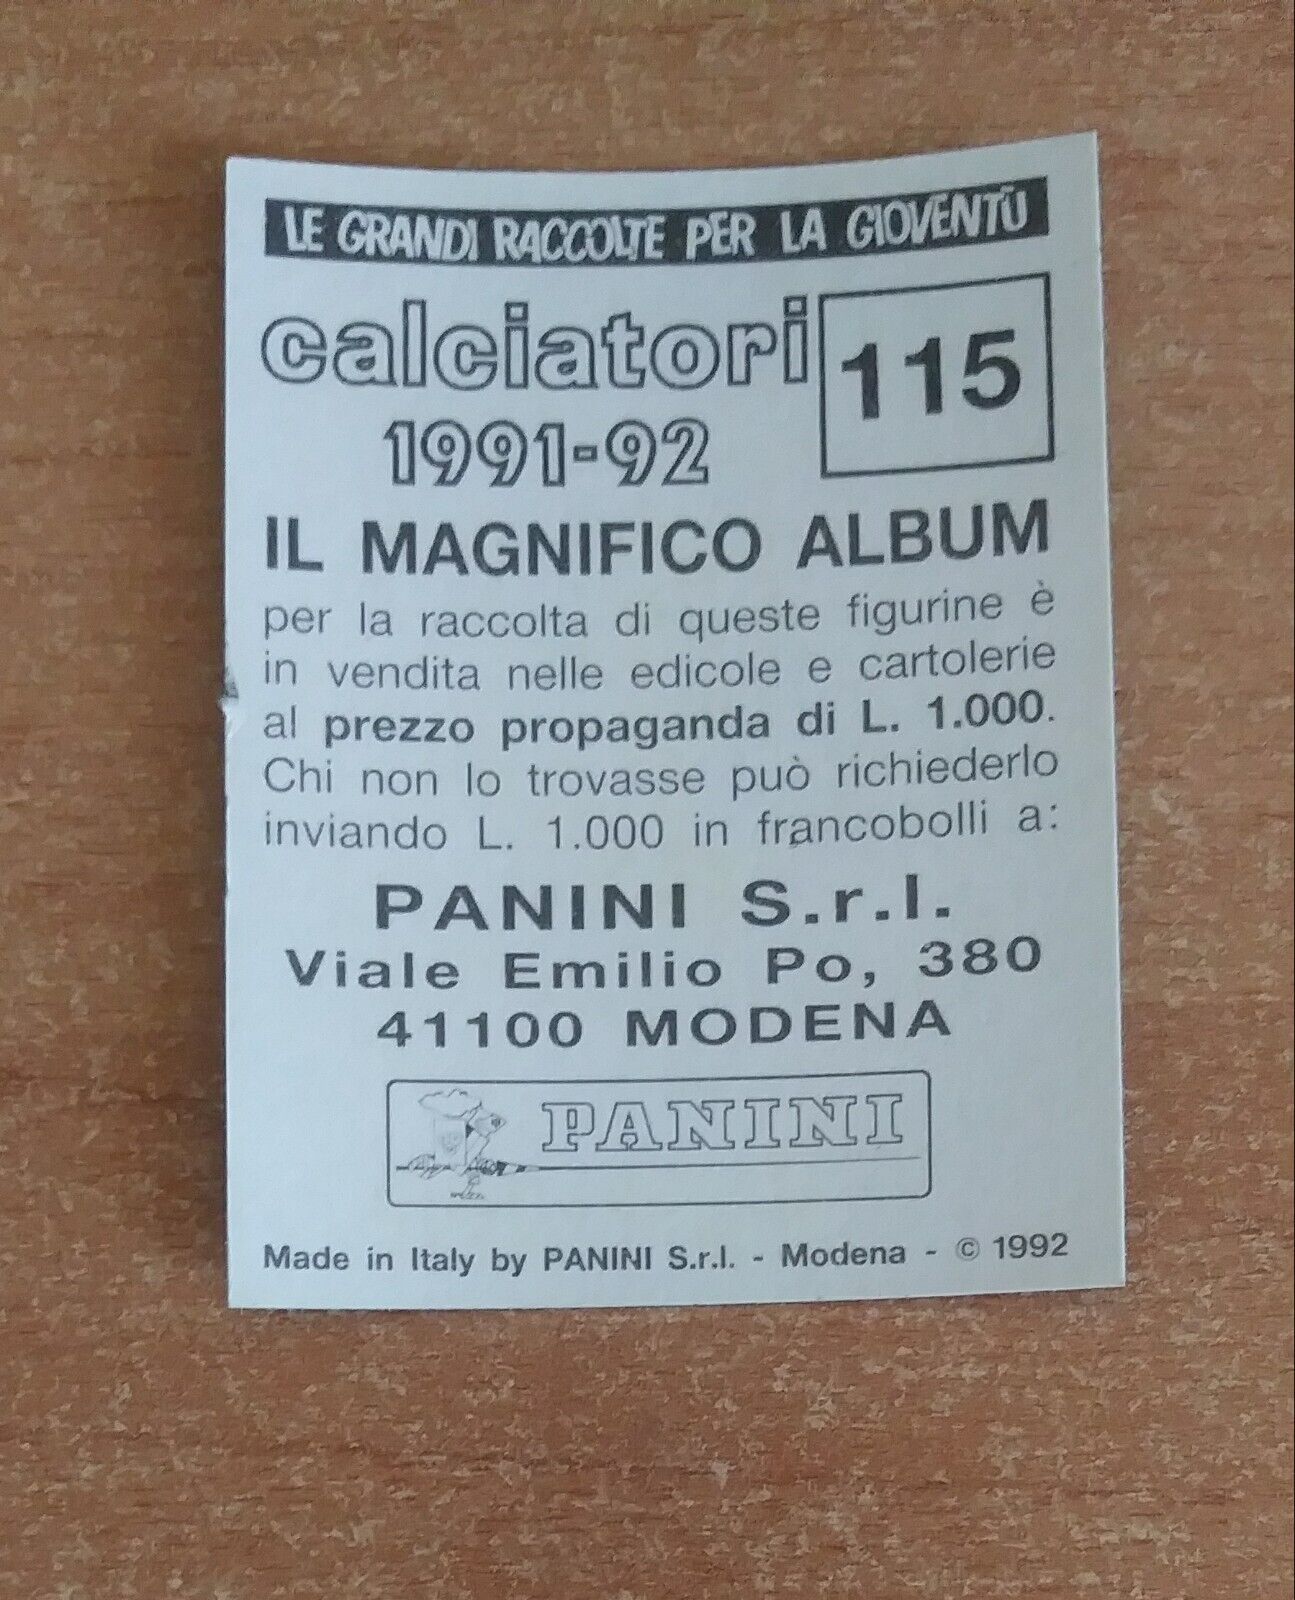 LE GRANDI RACCOLTE PER LA GIOVENTÙ
calciatori
115
1991-92
IL MAGNIFICO ALBUM
per la raccolta di queste figurine è
in vendita nelle edicole e cartolerie
al prezzo propaganda di L. 1.000.
Chi non lo trovasse può richiederlo
inviando L. 1.000 in francobolli a:
PANINI S.r.l.
Viale Emilio Po, 380
41100 MODENA
PANINI
Made in Italy by PANINI S.r.l. - Modena - © 1992